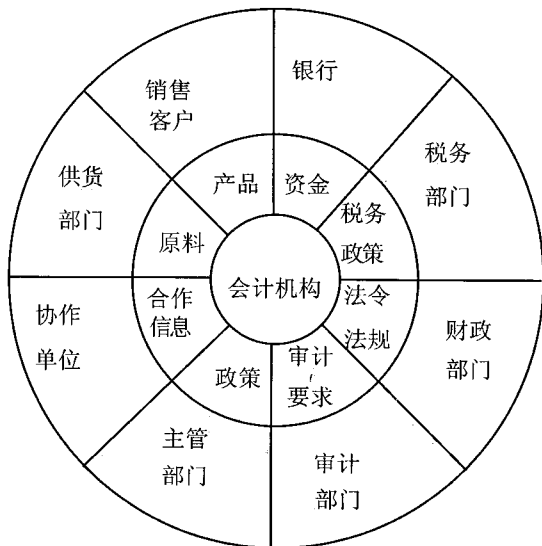 银行
销售
客户
税务
部门
供货
部门
产品
资金
税务
政策
原料
会计机构
合作
信息
法令
法规
协作
单位
财政
部门
政策
审计
要求
主管
部门
审计
部门